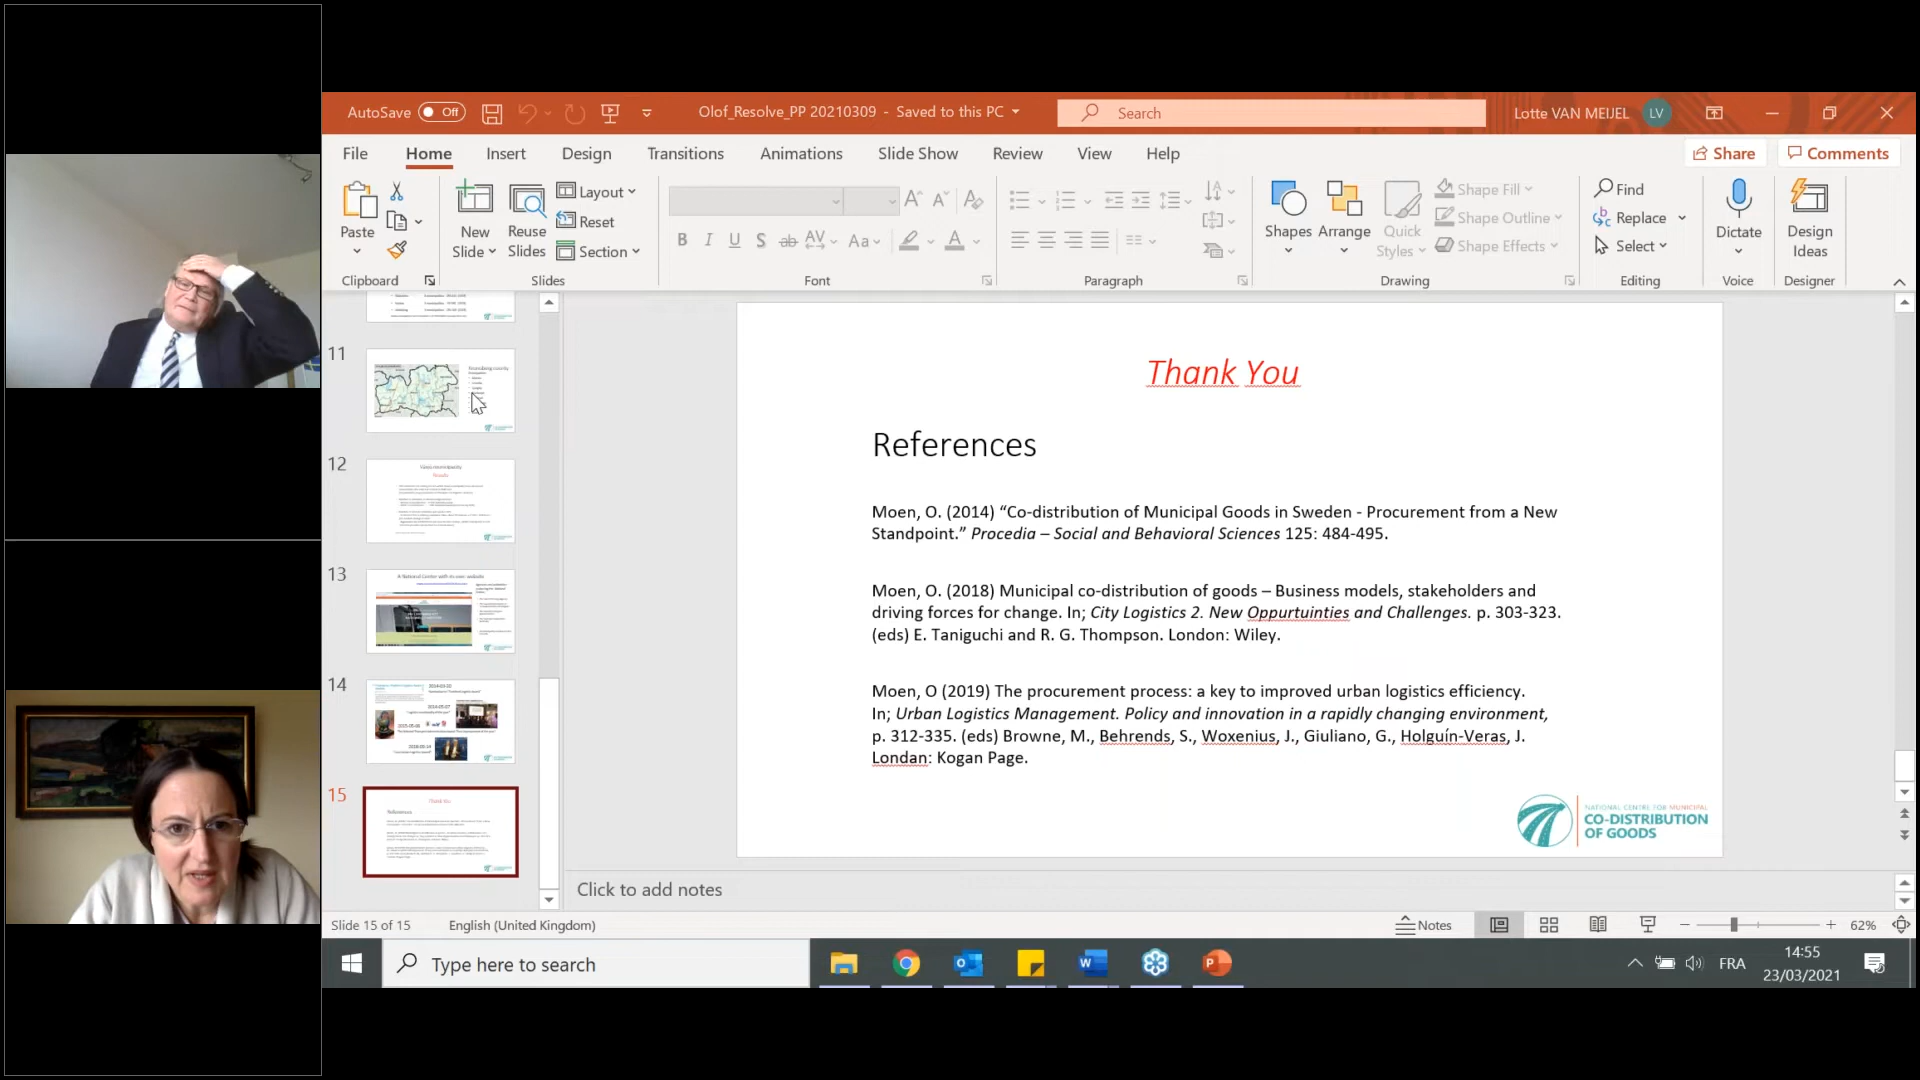 AutoSave Off
Olof_Resolve_PP 20210309 - Saved to this PC
Search
Lotte VAN MEIJEL LV
File Home Insert Design Transitions Animations Slide Show Review View Help
Share Comments
Paste
New Slide
Reuse Slides
Layout
Reset
Section
Shapes Arrange
Quick Styles
Shape Fill
Shape Outline
Shape Effects
Find
Replace
Select
Dictate
Design Ideas
Clipboard Slides Font Paragraph Drawing Editing Voice Designer
11
12
13
A National Center with its own website
14
15
Thank You
References
Moen, O. (2014) “Co-distribution of Municipal Goods in Sweden - Procurement from a New
Standpoint.” Procedia – Social and Behavioral Sciences 125: 484-495.
Moen, O. (2018) Municipal co-distribution of goods – Business models, stakeholders and
driving forces for change. In; City Logistics 2. New Oppurtuinties and Challenges. p. 303-323.
(eds) E. Taniguchi and R. G. Thompson. London: Wiley.
Moen, O (2019) The procurement process: a key to improved urban logistics efficiency.
In; Urban Logistics Management. Policy and innovation in a rapidly changing environment,
p. 312-335. (eds) Browne, M., Behrends, S., Woxenius, J., Giuliano, G., Holguín-Veras, J.
Londan: Kogan Page.
NATIONAL CENTRE FOR MUNICIPAL
CO-DISTRIBUTION
OF GOODS
Click to add notes
Slide 15 of 15 English (United Kingdom)
Notes
62%
Type here to search
FRA
14:55
23/03/2021